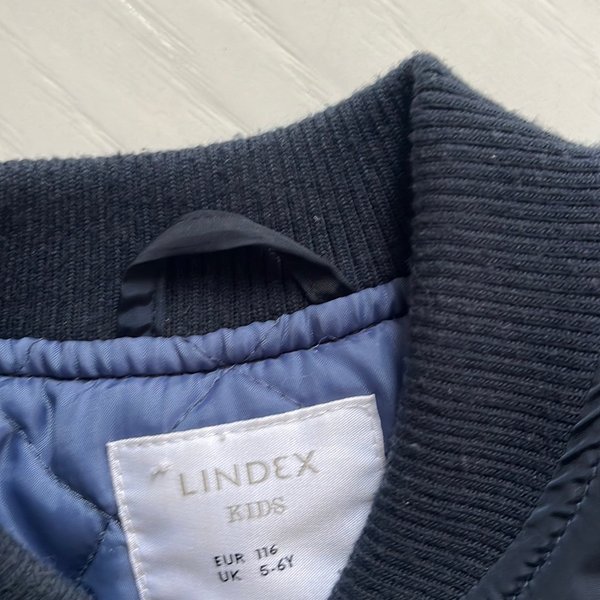 LINDEX
KIDS
EUR 116
UK 5-6Y